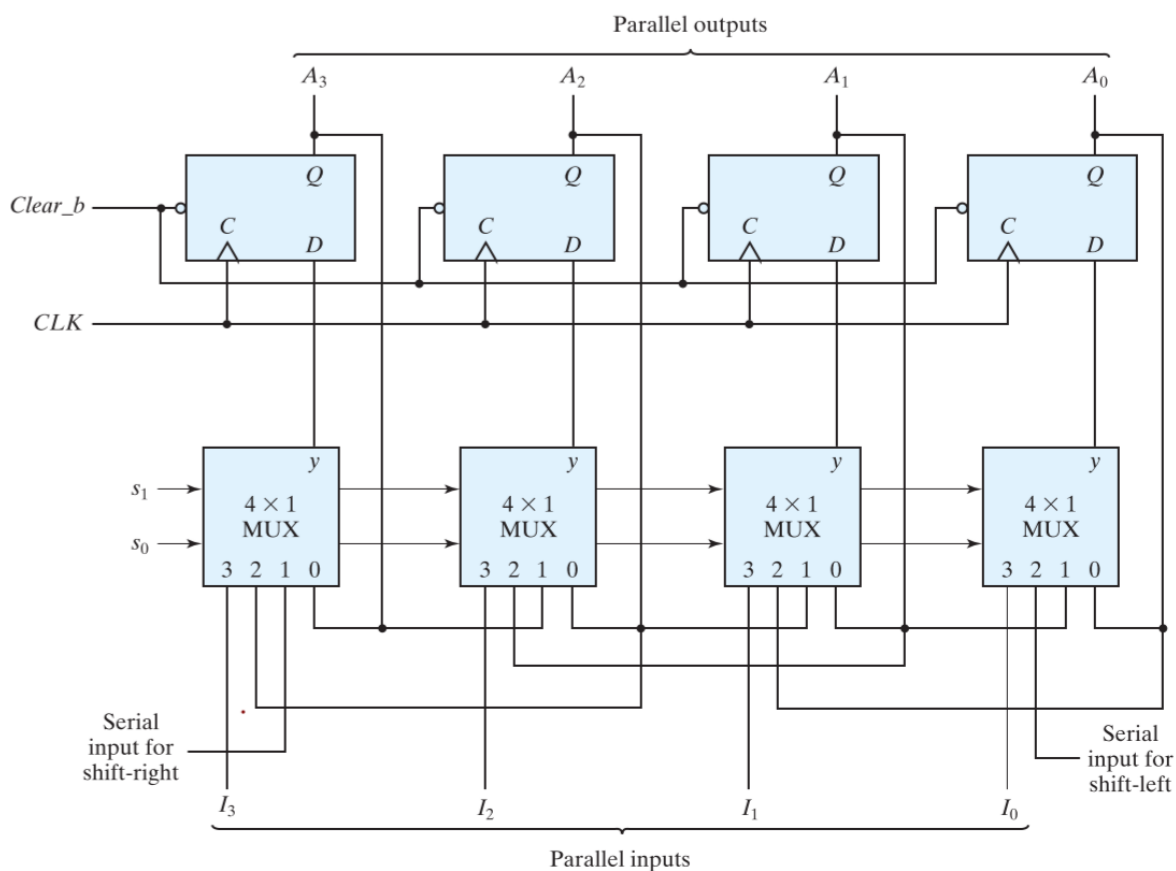 Parallel outputs
A₃ A₂ A₁ A₀
Q Q Q Q
Clear_b
C D C D C D C D
CLK
y y y y
s₁
4 × 1 4 × 1 4 × 1 4 × 1
MUX MUX MUX MUX
s₀
3 2 1 0 3 2 1 0 3 2 1 0 3 2 1 0
Serial
input for
shift-right
Serial
input for
shift-left
I₃ I₂ I₁ I₀
Parallel inputs